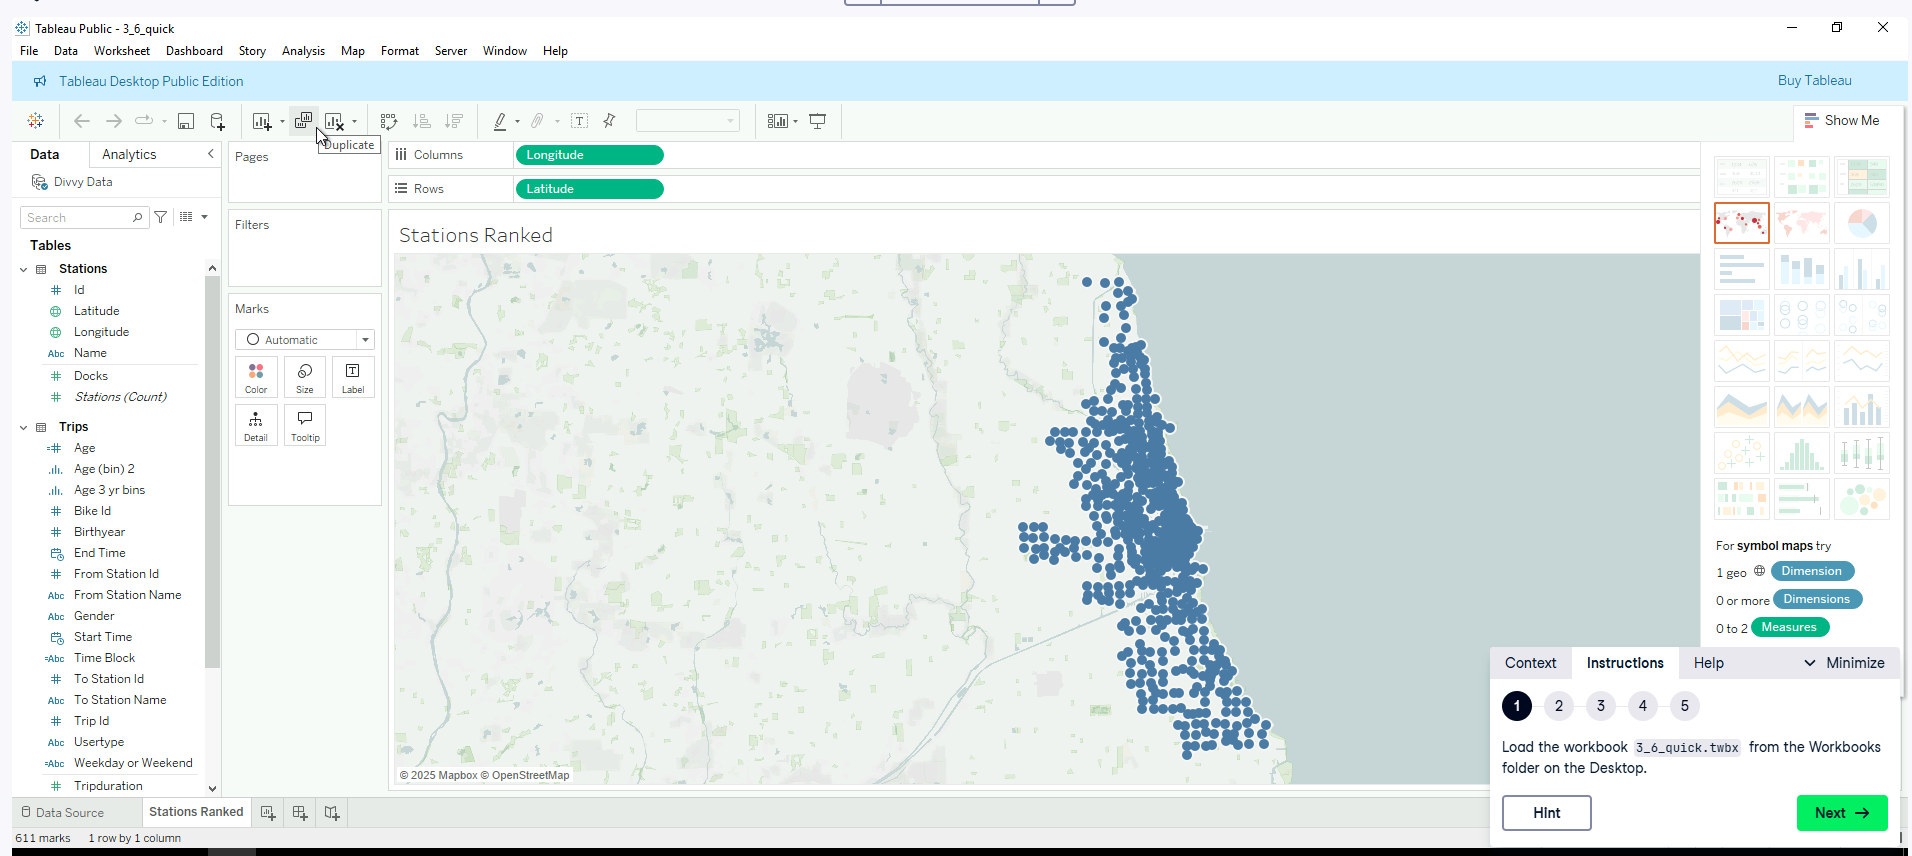 Tableau Public - 3_6_quick
File Data Worksheet Dashboard Story Analysis Map Format Server Window Help
Tableau Desktop Public Edition
Buy Tableau
Show Me
Duplicate
Data Analytics
Divvy Data
Search
Tables
Stations
Id
Latitude
Longitude
Name
Docks
Stations (Count)
Trips
Age
Age (bin) 2
Age 3 yr bins
Bike Id
Birthyear
End Time
From Station Id
From Station Name
Gender
Start Time
Time Block
To Station Id
To Station Name
Trip Id
Usertype
Weekday or Weekend
Tripduration
Pages
Filters
Marks
Automatic
Color Size Label
Detail Tooltip
Columns Longitude
Rows Latitude
Stations Ranked
© 2025 Mapbox © OpenStreetMap
For symbol maps try
1 geo Dimension
0 or more Dimensions
0 to 2 Measures
Context Instructions Help Minimize
1 2 3 4 5
Load the workbook 3_6_quick.twbx from the Workbooks
folder on the Desktop.
Hint Next
Data Source Stations Ranked
611 marks 1 row by 1 column